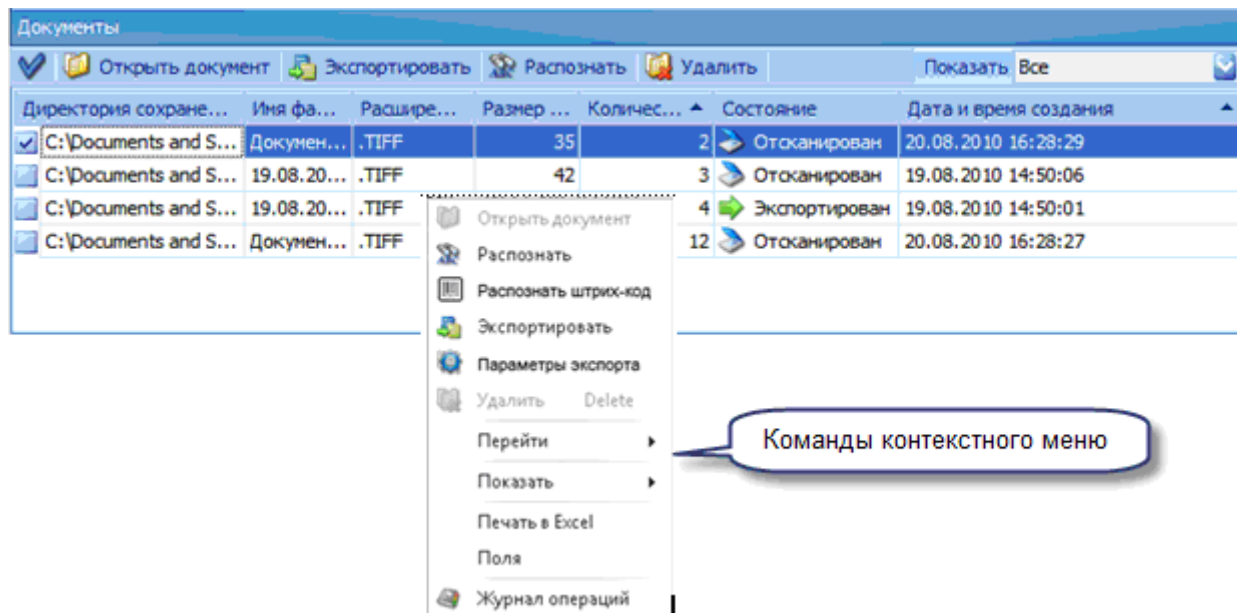 Документы
Открыть документ Экспортировать Распознать Удалить Показать Все
Директория сохране... Имя фа... Расшире... Размер ... Количес... Состояние Дата и время создания
C:\Documents and S... Докумен... .TIFF 35 2 Отсканирован 20.08.2010 16:28:29
C:\Documents and S... 19.08.20... .TIFF 42 3 Отсканирован 19.08.2010 14:50:06
C:\Documents and S... 19.08.20... .TIFF 4 Экспортирован 19.08.2010 14:50:01
C:\Documents and S... Докумен... .TIFF 12 Отсканирован 20.08.2010 16:28:27
Открыть документ
Распознать
Распознать штрих-код
Экспортировать
Параметры экспорта
Удалить Delete
Перейти
Показать
Печать в Excel
Поля
Журнал операций
Команды контекстного меню